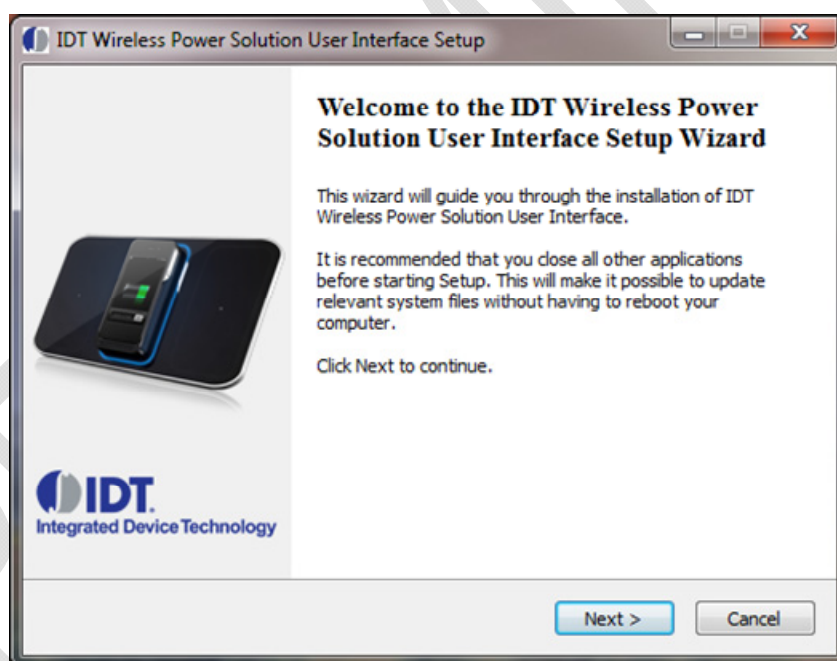 IDT Wireless Power Solution User Interface Setup
Welcome to the IDT Wireless Power
Solution User Interface Setup Wizard
This wizard will guide you through the installation of IDT
Wireless Power Solution User Interface.
It is recommended that you close all other applications
before starting Setup. This will make it possible to update
relevant system files without having to reboot your
computer.
Click Next to continue.
IDT.
Integrated Device Technology
Next >
Cancel